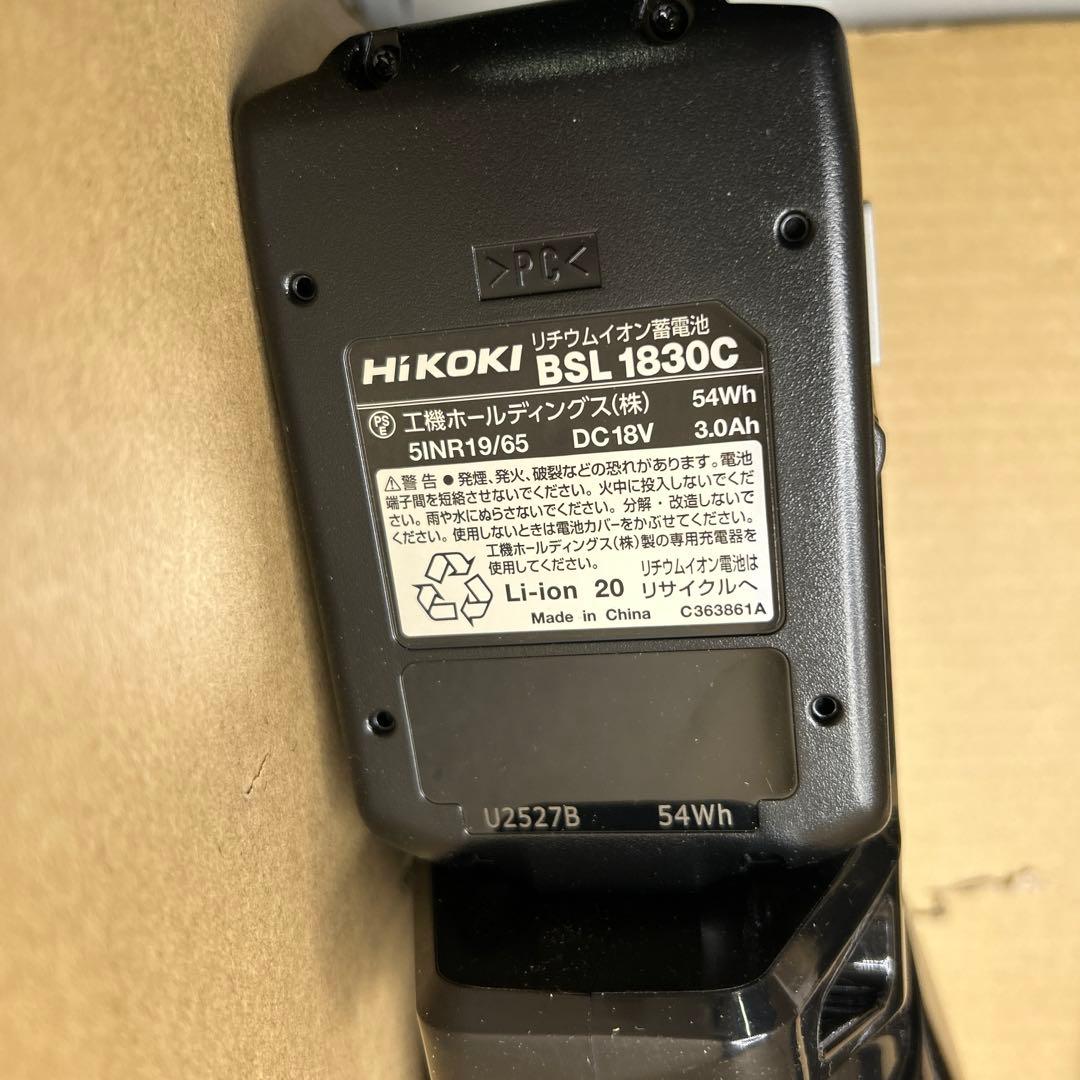 >PC<
リチウムイオン蓄電池
HiKOKI BSL 1830C
PSE 工機ホールディングス(株) 54Wh
5INR19/65 DC18V 3.0Ah
⚠警告 ●発煙、発火、破裂などの恐れがあります。電池
端子間を短絡させないでください。火中に投入しないでくだ
さい。雨や水にぬらさないでください。分解・改造しないで
ください。使用しないときは電池カバーをかぶせてください。
工機ホールディングス(株)製の専用充電器を
使用してください。
リチウムイオン電池は
Li-ion 20 リサイクルへ
Made in China C363861A
U2527B 54Wh